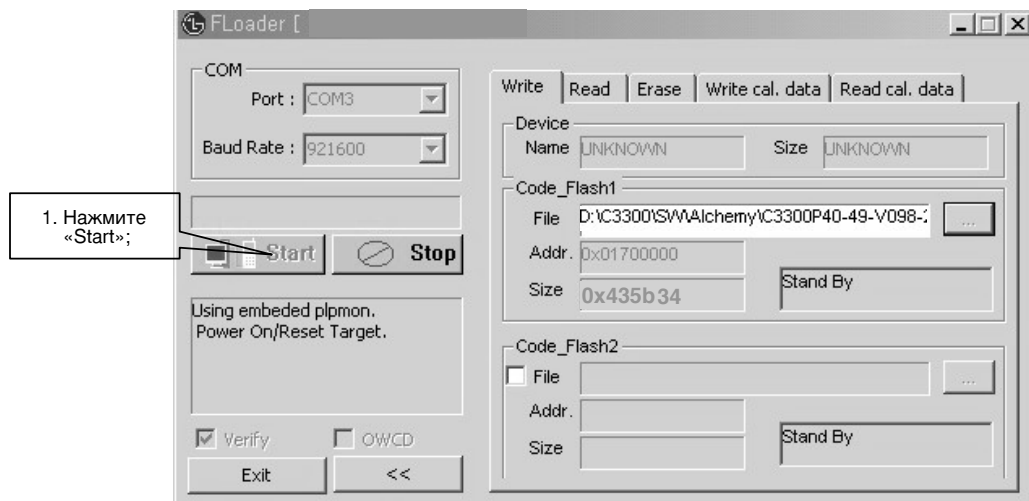 FLoader [
COM
Port : COM3
Baud Rate : 921600
1. Нажмите
«Start»;
Start Stop
Using embeded plpmon.
Power On/Reset Target.
Verify OWCD
Exit <<
Write Read Erase Write cal. data Read cal. data
Device
Name UNKNOWN Size UNKNOWN
Code_Flash1
File D:\C3300\SW\Alchemy\C3300P40-49-V098- ...
Addr. 0x01700000
Size 0x435b34 Stand By
Code_Flash2
File ...
Addr.
Size Stand By